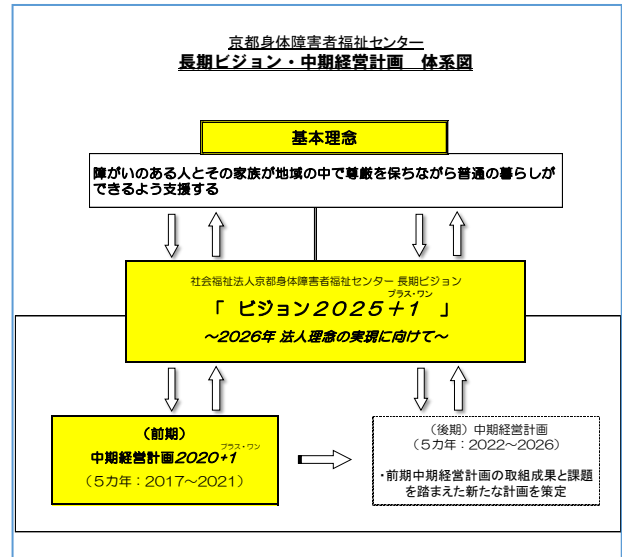 京都身体障害者福祉センター
長期ビジョン・中期経営計画　体系図
基本理念
障がいのある人とその家族が地域の中で尊厳を保ちながら普通の暮らしが
できるよう支援する
社会福祉法人京都身体障害者福祉センター 長期ビジョン
プラス・ワン
「 ビジョン2025+1 」
～2026年 法人理念の実現に向けて～
（前期）
プラス・ワン
中期経営計画2020+1
（5カ年：2017～2021）
（後期）中期経営計画
（5カ年：2022～2026）
・前期中期経営計画の取組成果と課題
を踏まえた新たな計画を策定